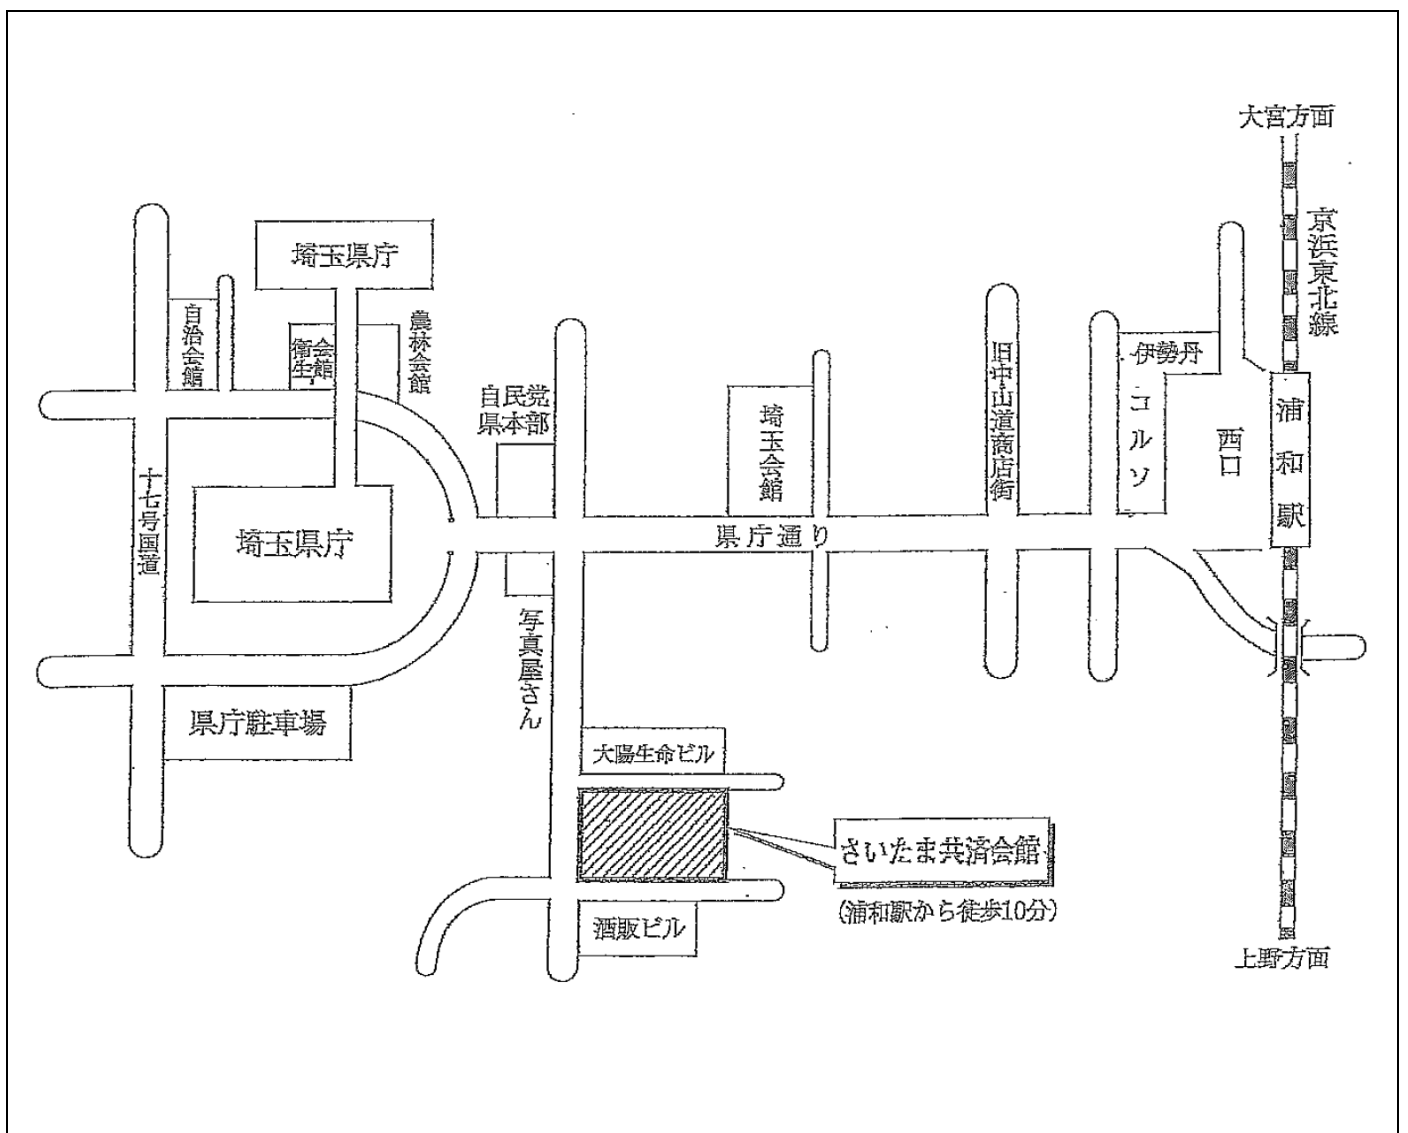 大宮方面
京浜東北線
埼玉県庁
自治会館
衛生会館
農林会館
自民党
県本部
埼玉会館
旧中山道商店街
伊勢丹
コルソ
西口
浦和駅
十七号国道
埼玉県庁
県庁通り
写真屋さん
県庁駐車場
大陽生命ビル
さいたま共済会館
(浦和駅から徒歩10分)
酒販ビル
上野方面